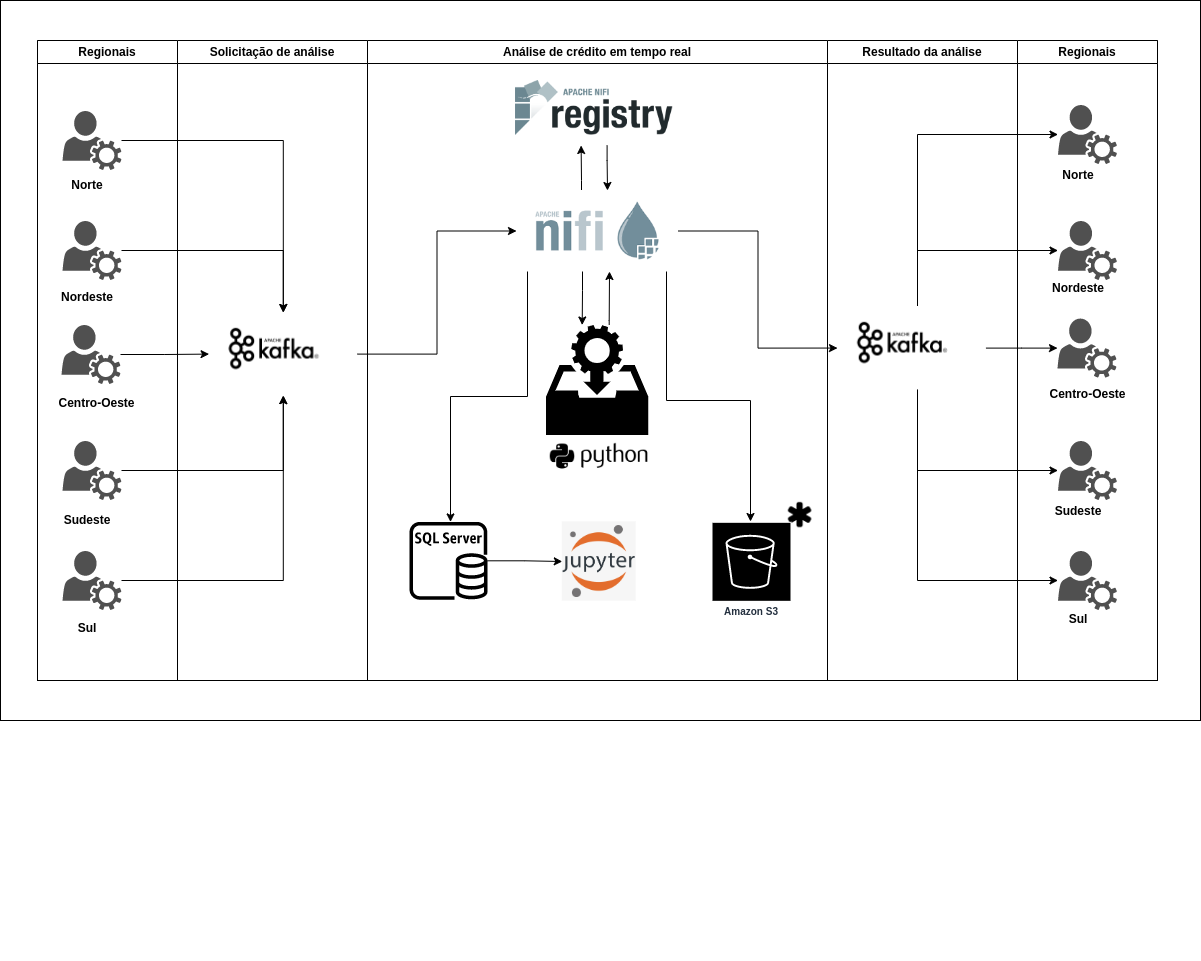 Regionais
Solicitação de análise
Análise de crédito em tempo real
Resultado da análise
Regionais
Norte
Nordeste
Centro-Oeste
Sudeste
Sul
APACHE
kafka
APACHE NIFI
registry
APACHE
nifi
python
SQL Server
jupyter
Amazon S3
APACHE
kafka
Norte
Nordeste
Centro-Oeste
Sudeste
Sul